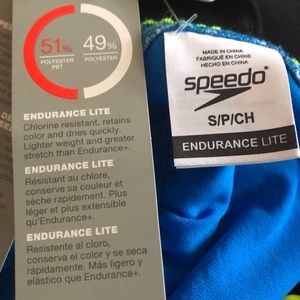 51%
POLYESTER
PBT
49%
POLYESTER
ENDURANCE LITE
Chlorine resistant, retains
color and dries quickly.
Lighter weight and greater
stretch than Endurance+.
ENDURANCE LITE
Résistant au chlore,
conserve sa couleur et
sèche rapidement. Plus
léger et plus extensible
qu'Endurance+.
ENDURANCE LITE
Resistente al cloro,
conserva el color y se seca
rápidamente. Más ligero y
elástico que Endurance+.
MADE IN CHINA
FABRIQUÉ EN CHINE
HECHO EN CHINA
speedo
S/P/CH
ENDURANCE LITE